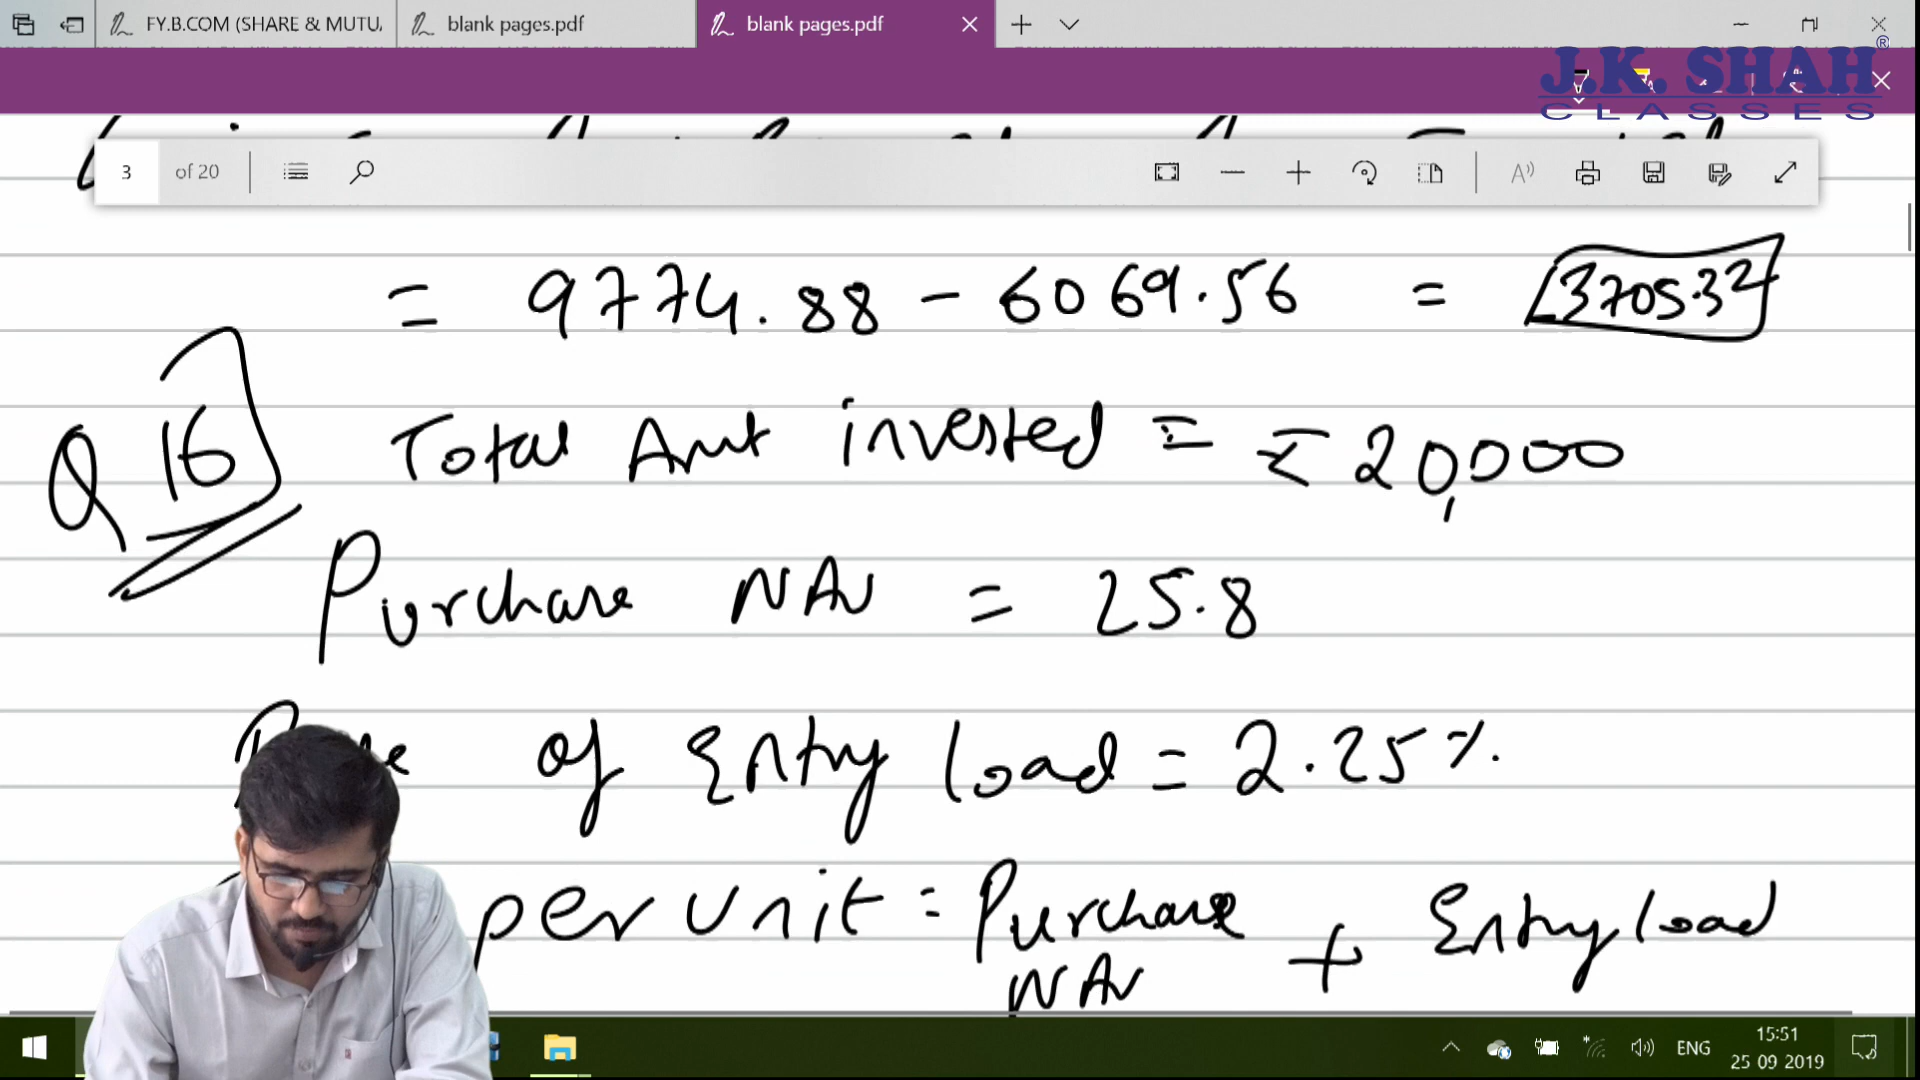 FY.B.COM (SHARE & MUTU
blank pages.pdf
blank pages.pdf
J.K. SHAH®
CLASSES
3 of 20
= 9774.88 - 6069.56 = 3705.32
Q 16 Total Amt invested = ₹ 20,000
Purchase NAV = 25.8
of Entry load = 2.25%.
per unit = Purchase NAV + Entry load
ENG
15:51
25 09 2019